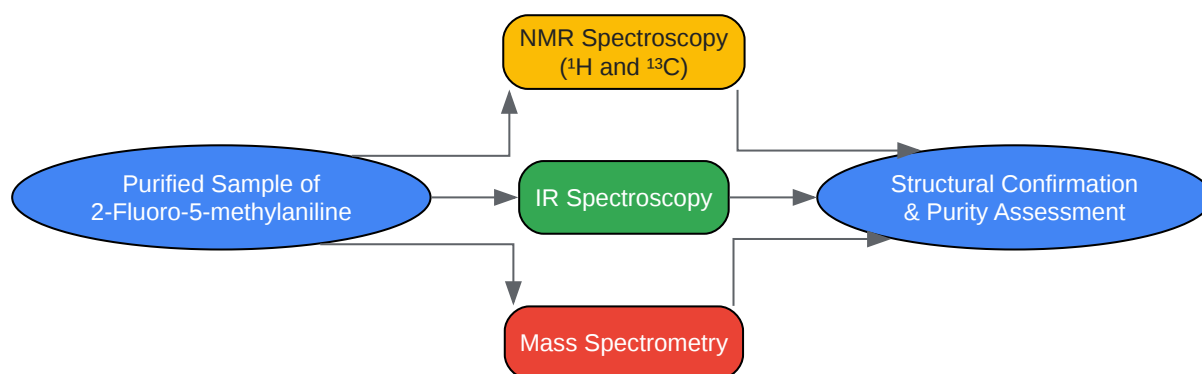 NMR Spectroscopy
(¹H and ¹³C)
Purified Sample of
2-Fluoro-5-methylaniline
IR Spectroscopy
Structural Confirmation
& Purity Assessment
Mass Spectrometry